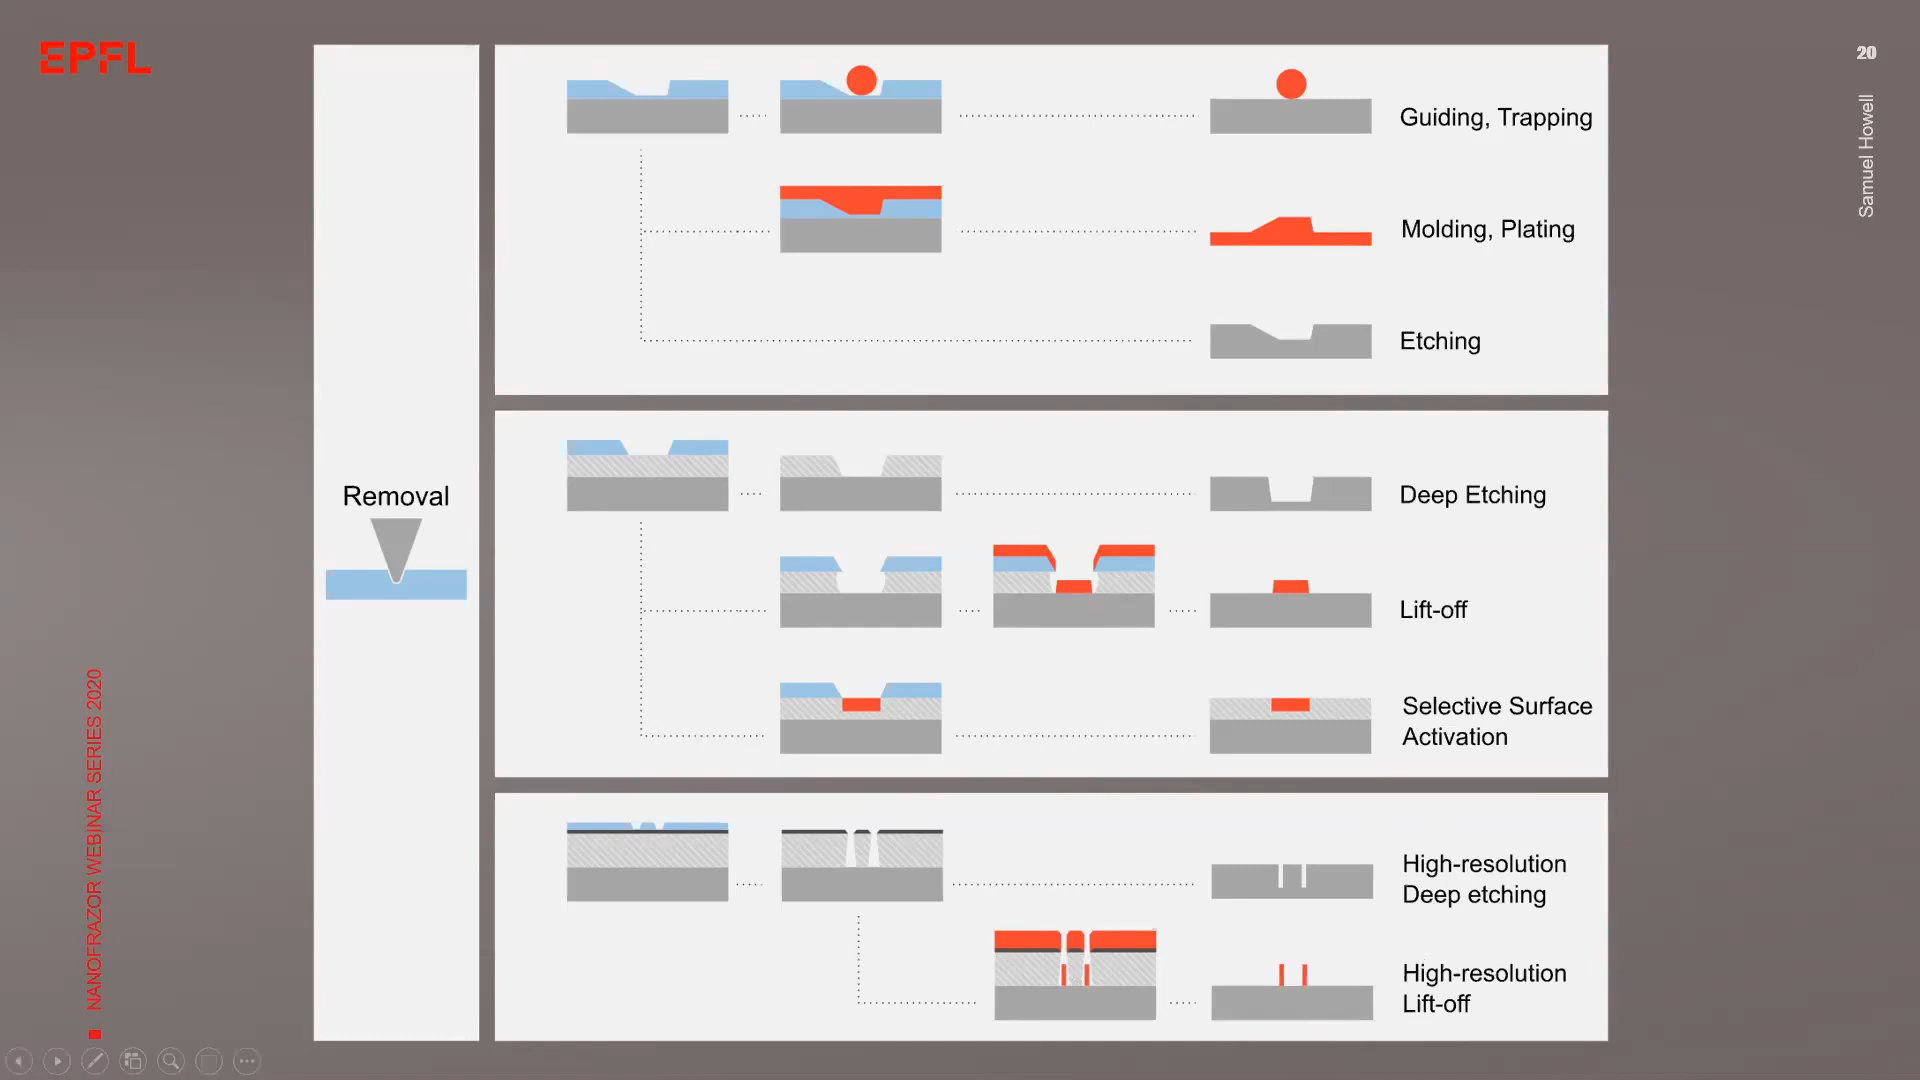 EPFL
20
Samuel Howell
NANOFRAZOR WEBINAR SERIES 2020
Removal
Guiding, Trapping
Molding, Plating
Etching
Deep Etching
Lift-off
Selective Surface
Activation
High-resolution
Deep etching
High-resolution
Lift-off